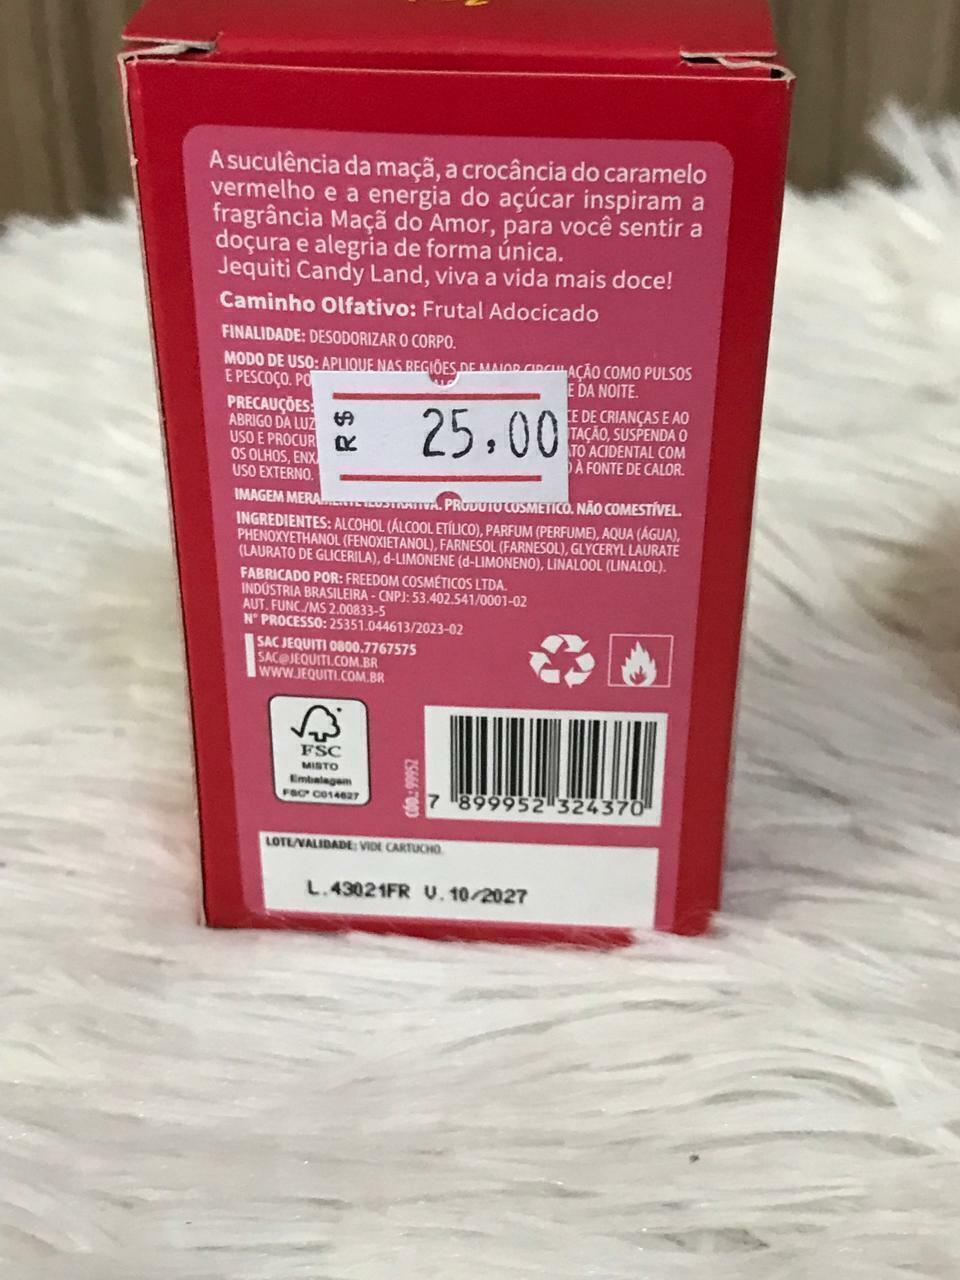 A suculência da maçã, a crocância do caramelo
vermelho e a energia do açúcar inspiram a
fragrância Maçã do Amor, para você sentir a
doçura e alegria de forma única.
Jequiti Candy Land, viva a vida mais doce!
Caminho Olfativo: Frutal Adocicado
FINALIDADE: DESODORIZAR O CORPO.
MODO DE USO: APLIQUE NAS REGIÕES DE MAIOR CIRCULAÇÃO COMO PULSOS
E PESCOÇO. E DA NOITE.
PRECAUÇÕES: DE CRIANÇAS E AO
ABRIGO DA LUZ SUSPENDA O
USO E ACIDENTAL COM
OS OLHOS, À FONTE DE CALOR.
USO EXTERNO.
R$ 25,00
IMAGEM MERAMENTE ILUSTRATIVA. PRODUTO COSMÉTICO. NÃO COMESTÍVEL.
INGREDIENTES: ALCOHOL (ÁLCOOL ETÍLICO), PARFUM (PERFUME), AQUA (ÁGUA),
PHENOXYETHANOL (FENOXIETANOL), FARNESOL (FARNESOL), GLYCERYL LAURATE
(LAURATO DE GLICERILA), d-LIMONENE (d-LIMONENO), LINALOOL (LINALOL).
FABRICADO POR: FREEDOM COSMÉTICOS LTDA.
INDÚSTRIA BRASILEIRA - CNPJ: 53.402.541/0001-02
AUT. FUNC./MS 2.00833-5
N° PROCESSO: 25351.044613/2023-02
SAC JEQUITI 0800.7767575
SAC@JEQUITI.COM.BR
WWW.JEQUITI.COM.BR
FSC
MISTO
Embalagem
FSC® C014627
CÓD.: 99952
7 899952 324370
LOTE/VALIDADE: VIDE CARTUCHO.
L.43021FR V.10/2027